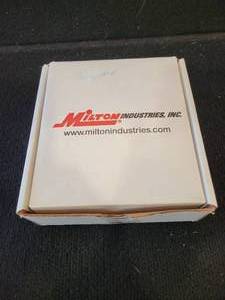 MILTON® INDUSTRIES, INC.
www.miltonindustries.com